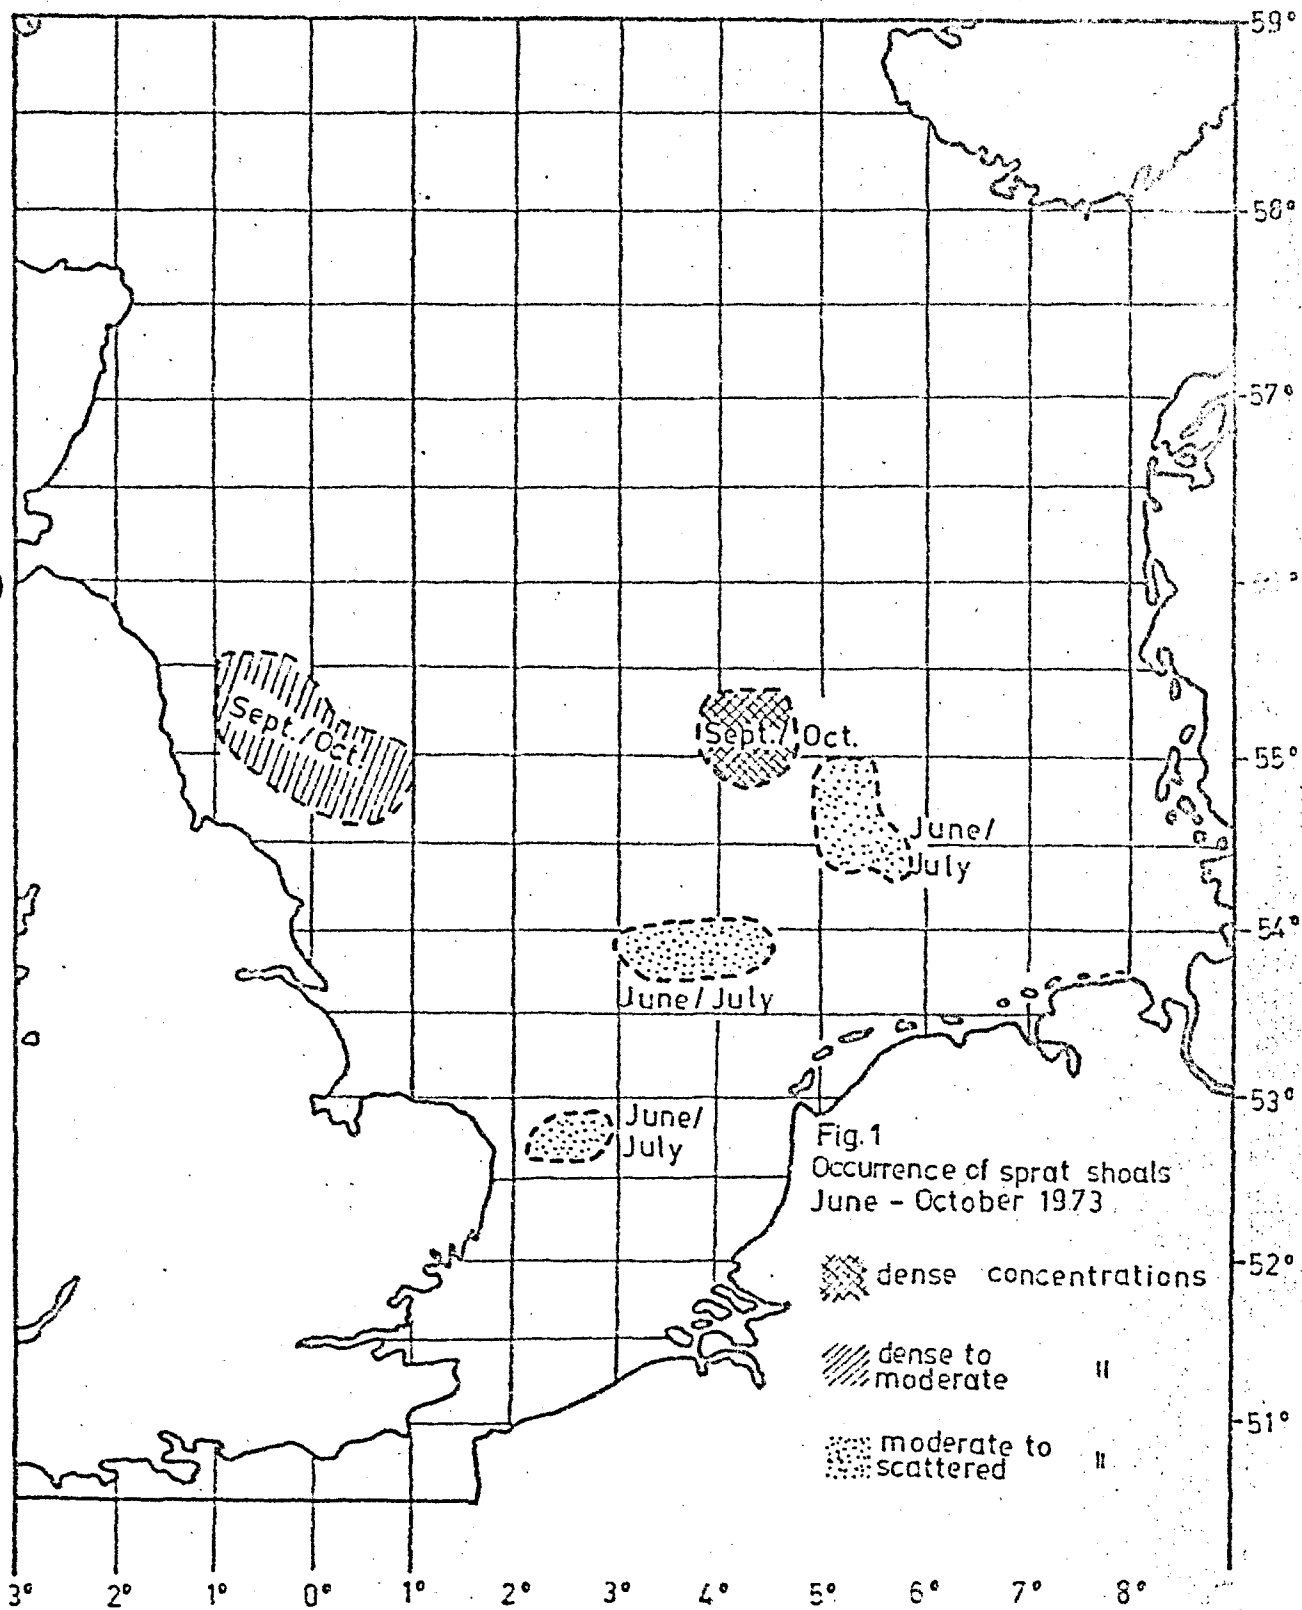 59°
58°
57°
Sept./Oct.
Sept./Oct.
55°
June/
July
54°
June/July
53°
June/
July
Fig.1
Occurrence of sprat shoals
June - October 1973
dense concentrations
52°
dense to
moderate "
51°
moderate to
scattered "
3° 2° 1° 0° 1° 2° 3° 4° 5° 6° 7° 8°